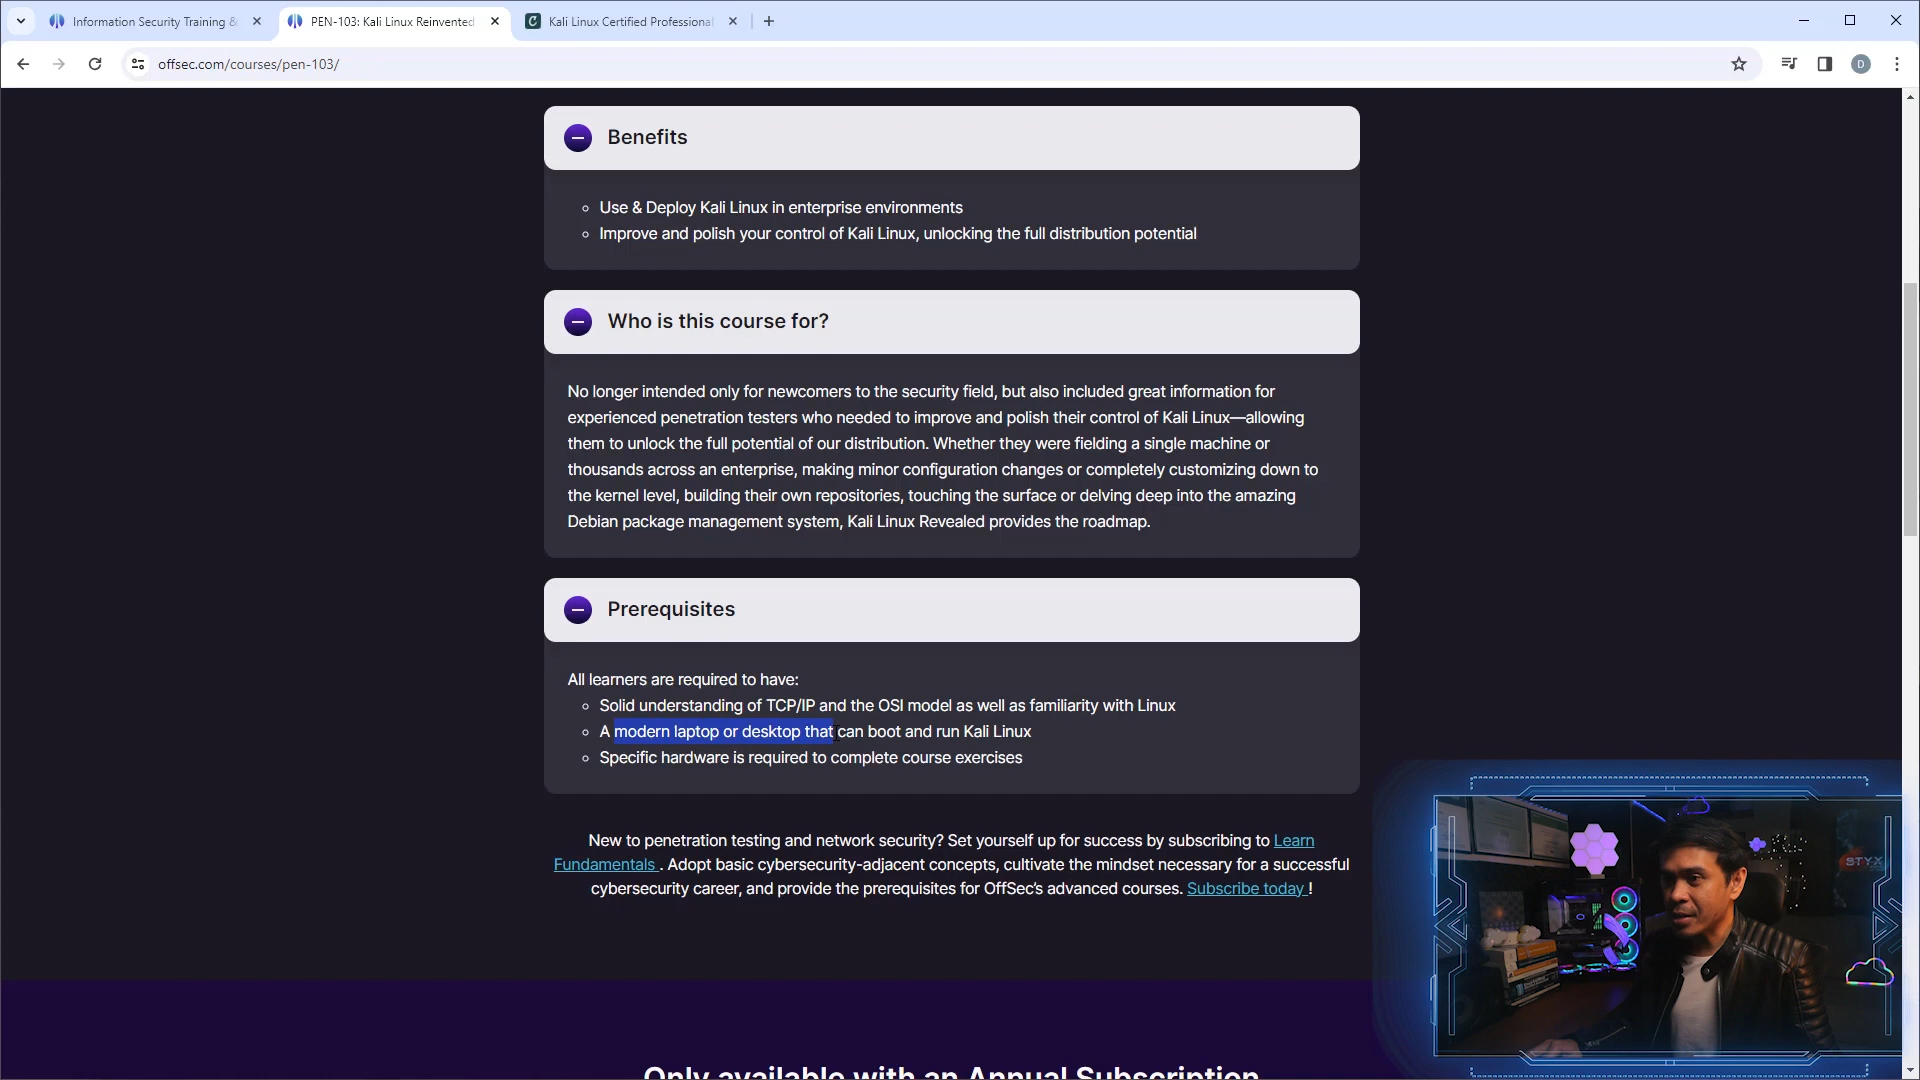 Information Security Training &
PEN-103: Kali Linux Reinvented
Kali Linux Certified Professional
offsec.com/courses/pen-103/
D
Benefits
Use & Deploy Kali Linux in enterprise environments
Improve and polish your control of Kali Linux, unlocking the full distribution potential
Who is this course for?
No longer intended only for newcomers to the security field, but also included great information for
experienced penetration testers who needed to improve and polish their control of Kali Linux—allowing
them to unlock the full potential of our distribution. Whether they were fielding a single machine or
thousands across an enterprise, making minor configuration changes or completely customizing down to
the kernel level, building their own repositories, touching the surface or delving deep into the amazing
Debian package management system, Kali Linux Revealed provides the roadmap.
Prerequisites
All learners are required to have:
Solid understanding of TCP/IP and the OSI model as well as familiarity with Linux
A modern laptop or desktop that can boot and run Kali Linux
Specific hardware is required to complete course exercises
New to penetration testing and network security? Set yourself up for success by subscribing to Learn
Fundamentals . Adopt basic cybersecurity-adjacent concepts, cultivate the mindset necessary for a successful
cybersecurity career, and provide the prerequisites for OffSec's advanced courses. Subscribe today !
STYX
Only available with an Annual Subscription